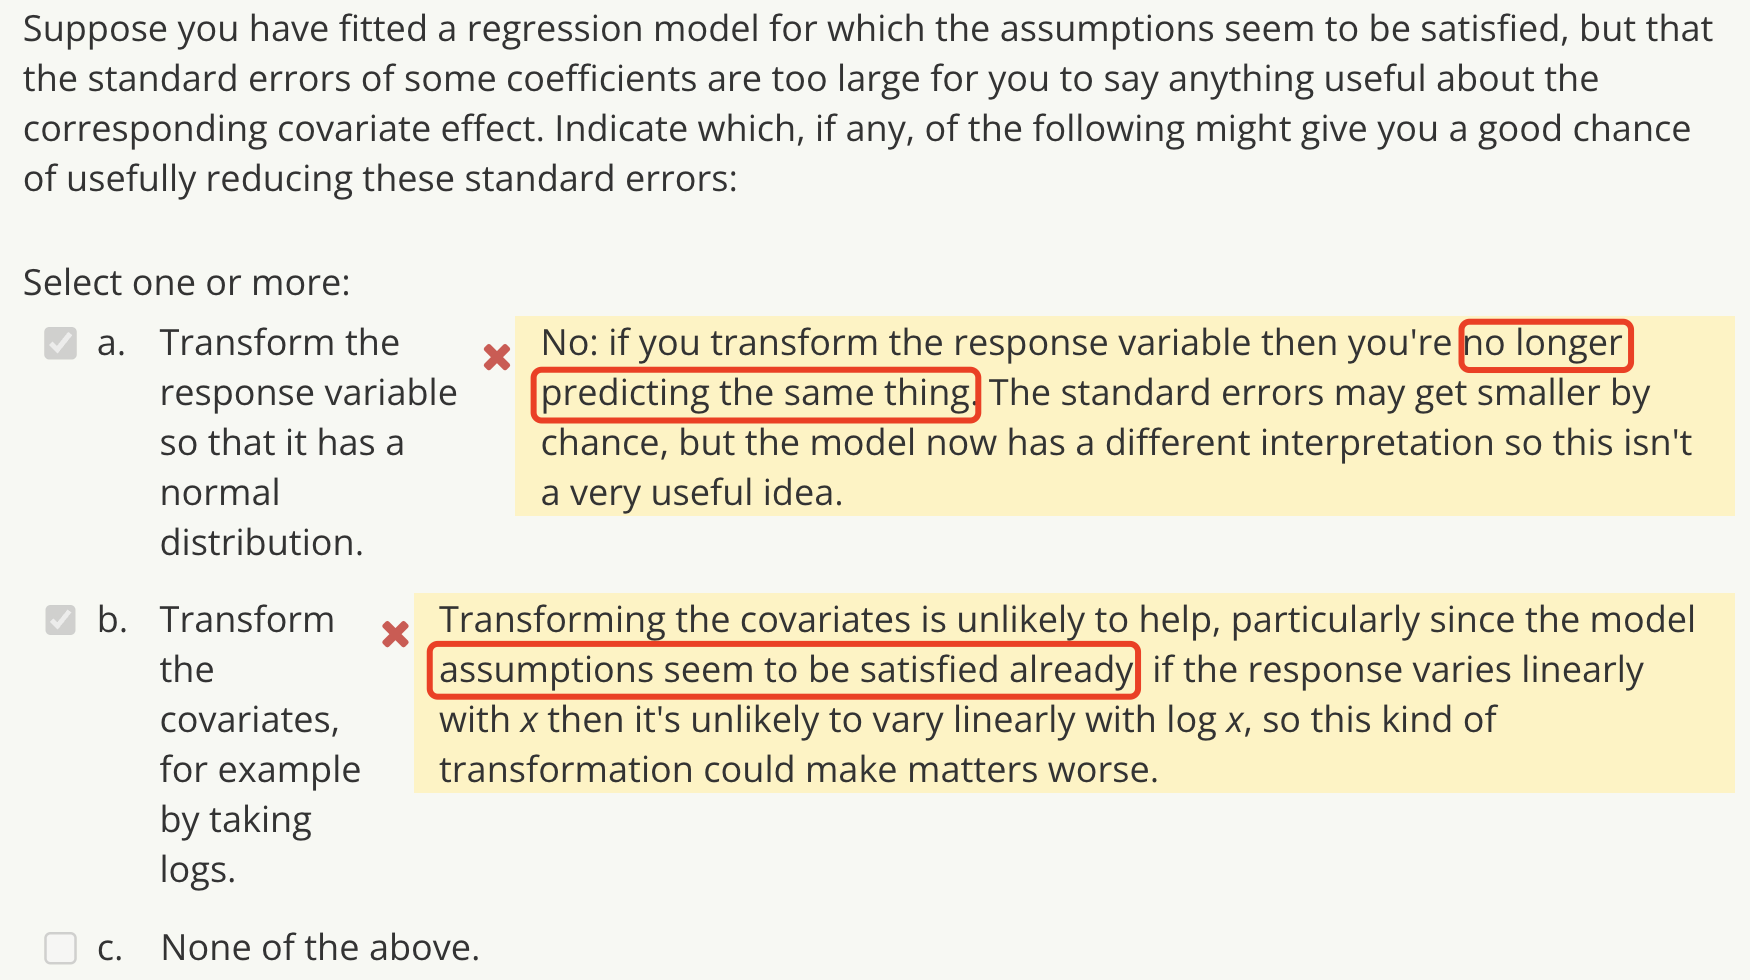 Suppose you have fitted a regression model for which the assumptions seem to be satisfied, but that
the standard errors of some coefficients are too large for you to say anything useful about the
corresponding covariate effect. Indicate which, if any, of the following might give you a good chance
of usefully reducing these standard errors:
Select one or more:
a. Transform the
response variable
so that it has a
normal
distribution.
No: if you transform the response variable then you're no longer
predicting the same thing. The standard errors may get smaller by
chance, but the model now has a different interpretation so this isn't
a very useful idea.
b. Transform
the
covariates,
for example
by taking
logs.
Transforming the covariates is unlikely to help, particularly since the model
assumptions seem to be satisfied already if the response varies linearly
with x then it's unlikely to vary linearly with log x, so this kind of
transformation could make matters worse.
c. None of the above.